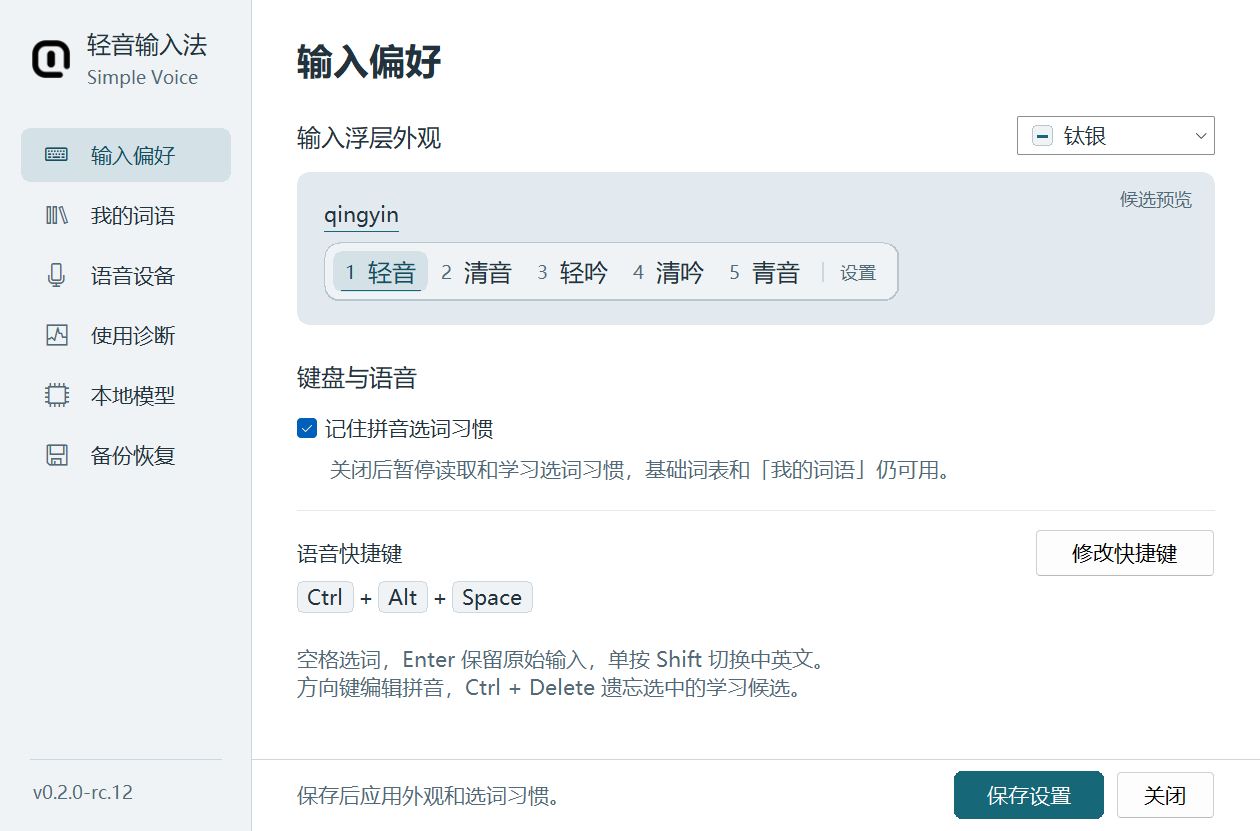 轻音输入法
Simple Voice
输入偏好
我的词语
语音设备
使用诊断
本地模型
备份恢复
v0.2.0-rc.12
输入偏好
输入浮层外观
钛银
候选预览
qingyin
1 轻音 2 清音 3 轻吟 4 清吟 5 青音 设置
键盘与语音
记住拼音选词习惯
关闭后暂停读取和学习选词习惯，基础词表和「我的词语」仍可用。
语音快捷键
修改快捷键
Ctrl + Alt + Space
空格选词，Enter 保留原始输入，单按 Shift 切换中英文。
方向键编辑拼音，Ctrl + Delete 遗忘选中的学习候选。
保存后应用外观和选词习惯。
保存设置
关闭